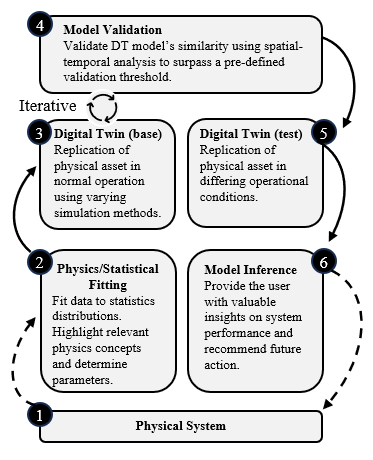 4
Model Validation
Validate DT model's similarity using spatial-
temporal analysis to surpass a pre-defined
validation threshold.
Iterative
3
Digital Twin (base)
Replication of
physical asset in
normal operation
using varying
simulation methods.
Digital Twin (test)
5
Replication of
physical asset in
differing operational
conditions.
2
Physics/Statistical
Fitting
Fit data to statistics
distributions.
Highlight relevant
physics concepts
and determine
parameters.
Model Inference
6
Provide the user
with valuable
insights on system
performance and
recommend future
action.
1
Physical System